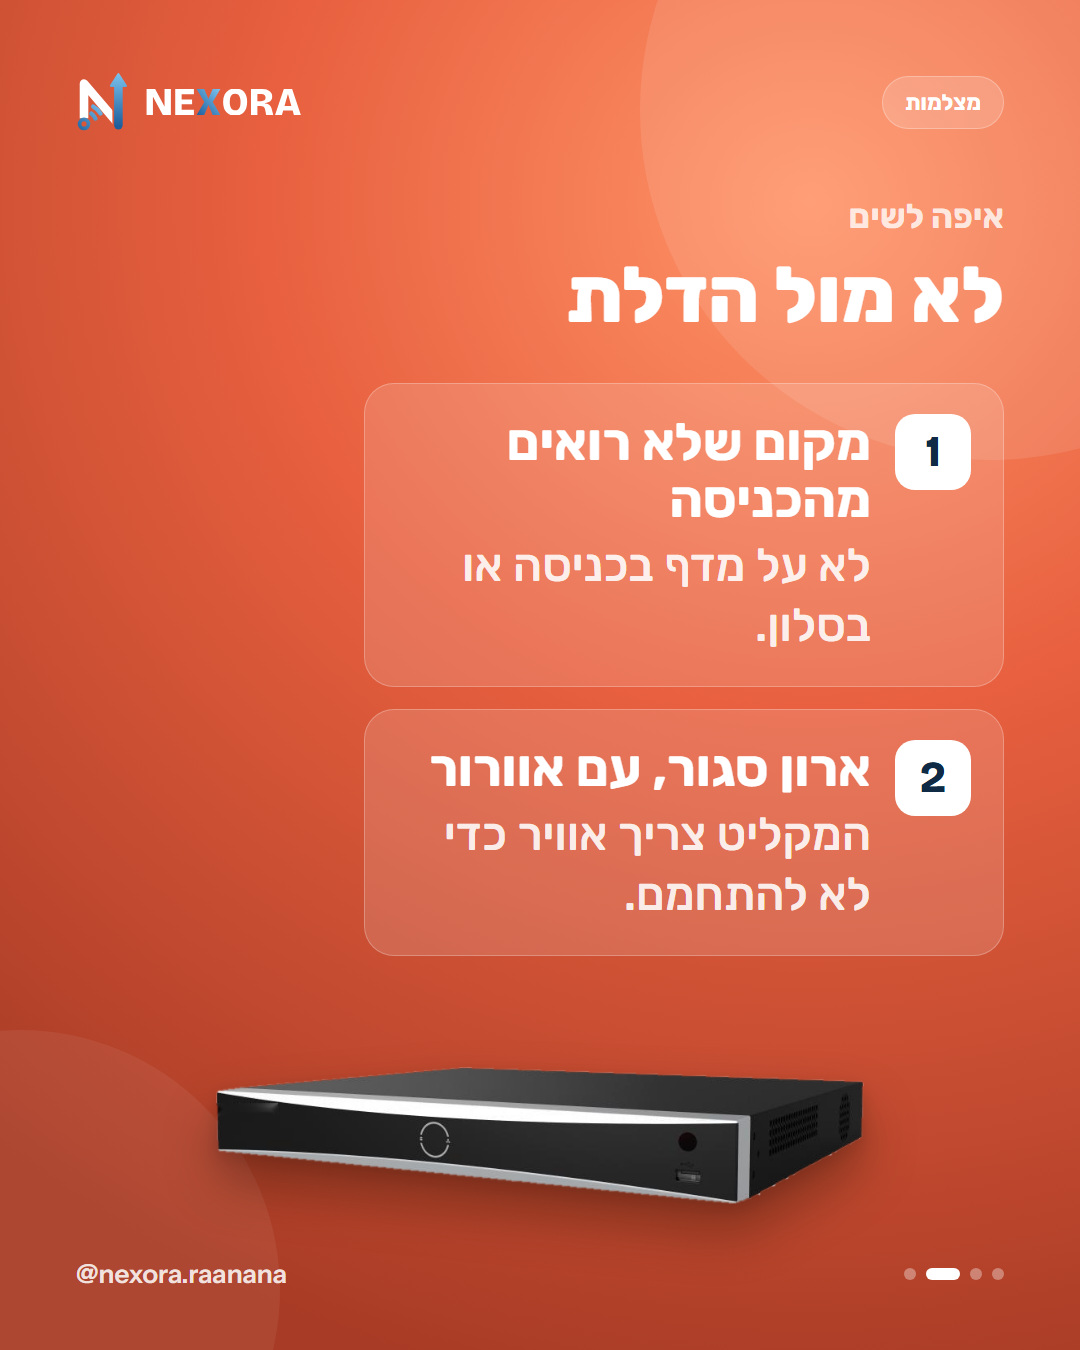 NEXORA
מצלמות
איפה לשים
לא מול הדלת
1
מקום שלא רואים
מהכניסה
לא על מדף בכניסה או
בסלון.
2
ארון סגור, עם אוורור
המקליט צריך אוויר כדי
לא להתחמם.
@nexora.raanana